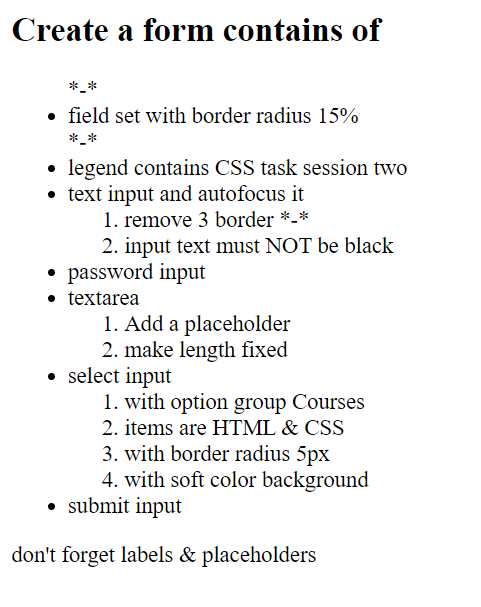 Create a form contains of
*-*
• field set with border radius 15%
*-*
• legend contains CSS task session two
• text input and autofocus it
1. remove 3 border *-*
2. input text must NOT be black
• password input
• textarea
1. Add a placeholder
2. make length fixed
• select input
1. with option group Courses
2. items are HTML & CSS
3. with border radius 5px
4. with soft color background
• submit input
don't forget labels & placeholders